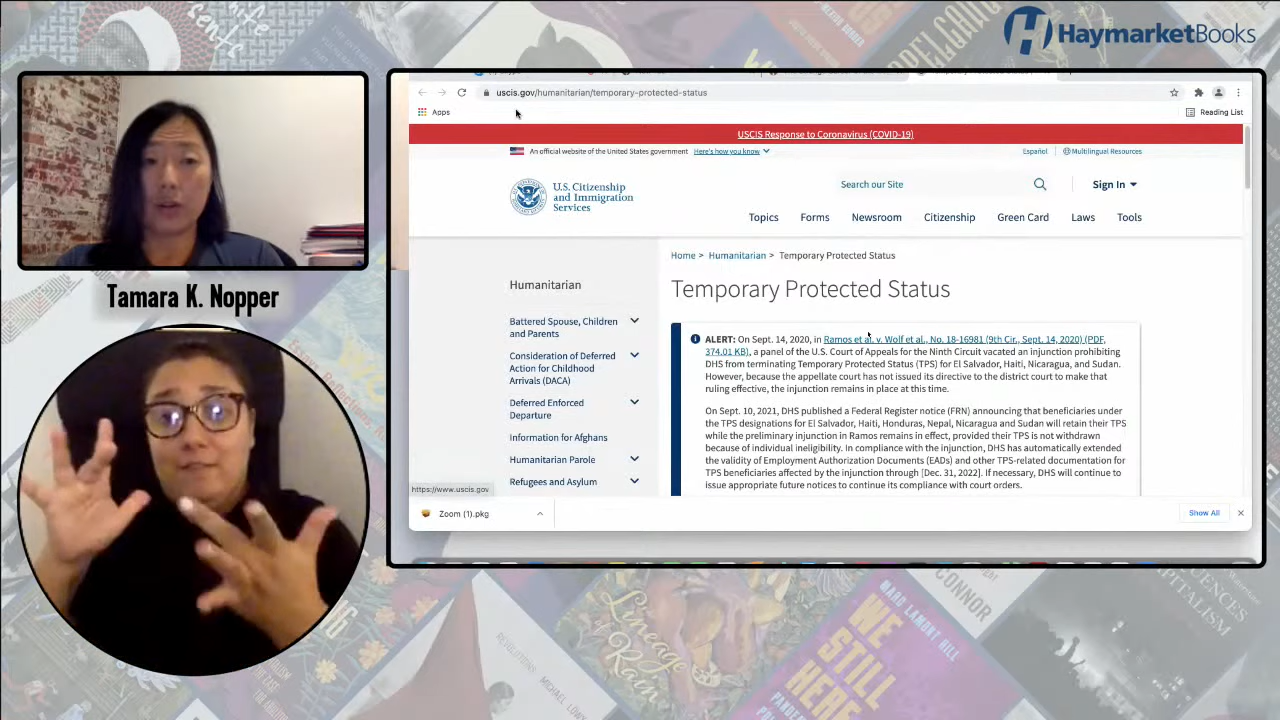 HaymarketBooks
uscis.gov/humanitarian/temporary-protected-status
Apps
Reading List
USCIS Response to Coronavirus (COVID-19)
An official website of the United States government Here's how you know
Español
Multilingual Resources
U.S. Citizenship
and Immigration
Services
Search our Site
Sign In
Topics
Forms
Newsroom
Citizenship
Green Card
Laws
Tools
Home > Humanitarian > Temporary Protected Status
Humanitarian
Battered Spouse, Children
and Parents
Consideration of Deferred
Action for Childhood
Arrivals (DACA)
Deferred Enforced
Departure
Information for Afghans
Humanitarian Parole
Refugees and Asylum
Temporary Protected Status
ALERT: On Sept. 14, 2020, in Ramos et al. v. Wolf et al., No. 18-16981 (9th Cir., Sept. 14, 2020) (PDF,
374.01 KB), a panel of the U.S. Court of Appeals for the Ninth Circuit vacated an injunction prohibiting
DHS from terminating Temporary Protected Status (TPS) for El Salvador, Haiti, Nicaragua, and Sudan.
However, because the appellate court has not issued its directive to the district court to make that
ruling effective, the injunction remains in place at this time.
On Sept. 10, 2021, DHS published a Federal Register notice (FRN) announcing that beneficiaries under
the TPS designations for El Salvador, Haiti, Honduras, Nepal, Nicaragua and Sudan will retain their TPS
while the preliminary injunction in Ramos remains in effect, provided their TPS is not withdrawn
because of individual ineligibility. In compliance with the injunction, DHS has automatically extended
the validity of Employment Authorization Documents (EADs) and other TPS-related documentation for
TPS beneficiaries affected by the injunction through [Dec. 31, 2022]. If necessary, DHS will continue to
issue appropriate future notices to continue its compliance with court orders.
https://www.uscis.gov
Zoom (1).pkg
Show All
Tamara K. Nopper
Lineage
of Rain
MARC LAMONT HILL
WE
STILL
HERE
CONNOR
REVOLUTIONS
MICHAEL